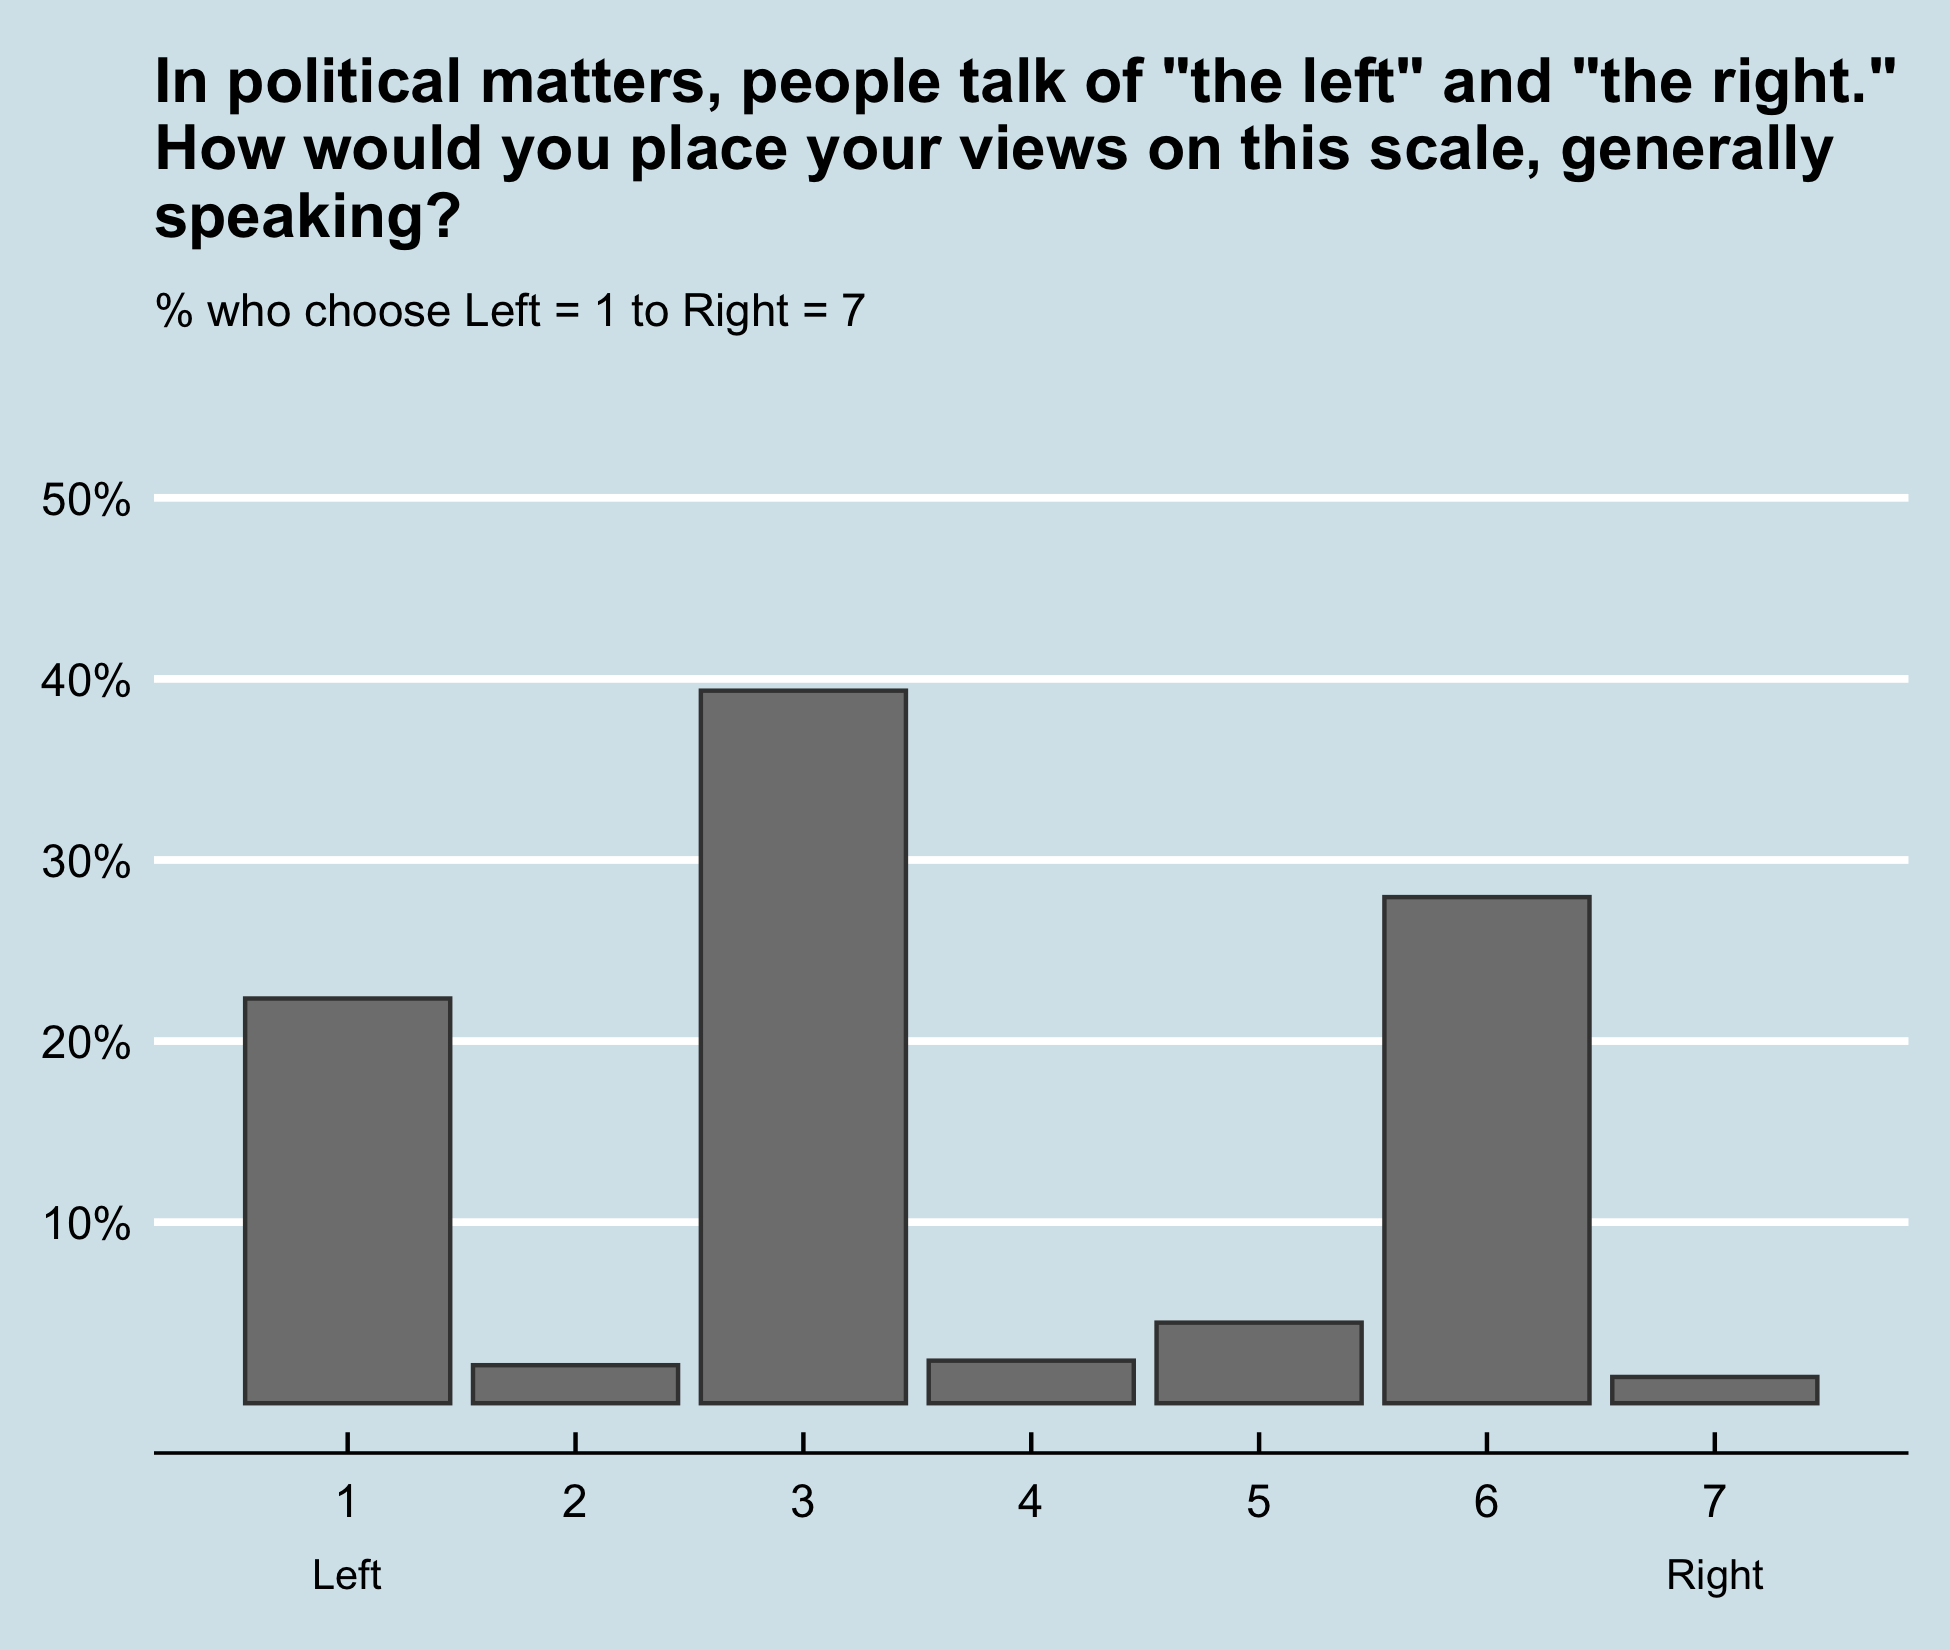 In political matters, people talk of "the left" and "the right."
How would you place your views on this scale, generally
speaking?
% who choose Left = 1 to Right = 7
50%
40%
30%
20%
10%
1 2 3 4 5 6 7
Left Right